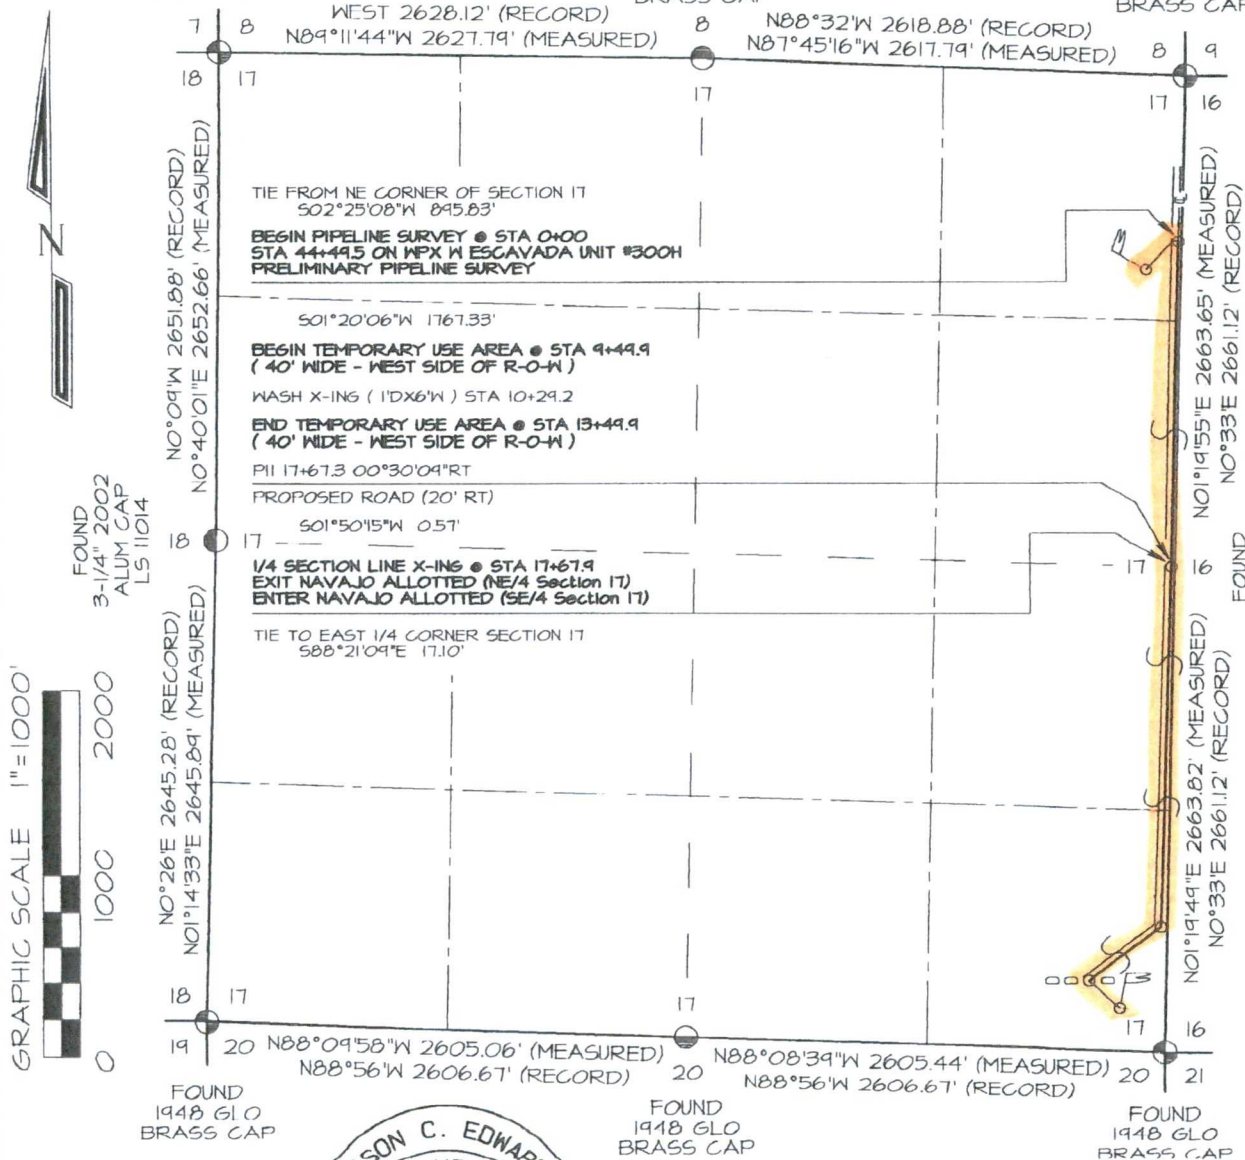 BRASS CAP
BRASS CAP
WEST 2628.12' (RECORD)
N89°11'44"W 2627.79' (MEASURED)
N88°32'W 2618.88' (RECORD)
N87°45'16"W 2617.79' (MEASURED)
7 8
8
8 9
18 17
17
17 16
N
N0°09'W 2651.88' (RECORD)
N0°40'01"E 2652.66' (MEASURED)
TIE FROM NE CORNER OF SECTION 17
S02°25'08"W 895.83'
BEGIN PIPELINE SURVEY @ STA 0+00
STA 44+49.5 ON WPX W ESCAVADA UNIT #300H
PRELIMINARY PIPELINE SURVEY
S01°20'06"W 1767.33'
BEGIN TEMPORARY USE AREA @ STA 9+49.9
( 40' WIDE - WEST SIDE OF R-O-W )
WASH X-ING ( 1'DX6'W ) STA 10+29.2
END TEMPORARY USE AREA @ STA 13+49.9
( 40' WIDE - WEST SIDE OF R-O-W )
PI1 17+67.3 00°30'09"RT
PROPOSED ROAD (20' RT)
S01°50'15"W 0.57'
1/4 SECTION LINE X-ING @ STA 17+67.9
EXIT NAVAJO ALLOTTED (NE/4 Section 17)
ENTER NAVAJO ALLOTTED (SE/4 Section 17)
TIE TO EAST 1/4 CORNER SECTION 17
S88°21'09"E 17.10'
N01°19'55"E 2663.65' (MEASURED)
N0°33'E 2661.12' (RECORD)
FOUND
3-1/4" 2002
ALUM CAP
LS 11014
18 17
17 16
FOUND
N0°26'E 2645.28' (RECORD)
N01°14'33"E 2645.89' (MEASURED)
N01°19'49"E 2663.82' (MEASURED)
N0°33'E 2661.12' (RECORD)
GRAPHIC SCALE 1"=1000'
0 1000 2000
18 17
17
17 16
19 20
20
20 21
N88°09'58"W 2605.06' (MEASURED)
N88°56'W 2606.67' (RECORD)
N88°08'39"W 2605.44' (MEASURED)
N88°56'W 2606.67' (RECORD)
FOUND
1948 GLO
BRASS CAP
FOUND
1948 GLO
BRASS CAP
FOUND
1948 GLO
BRASS CAP
SON C. EDWAR